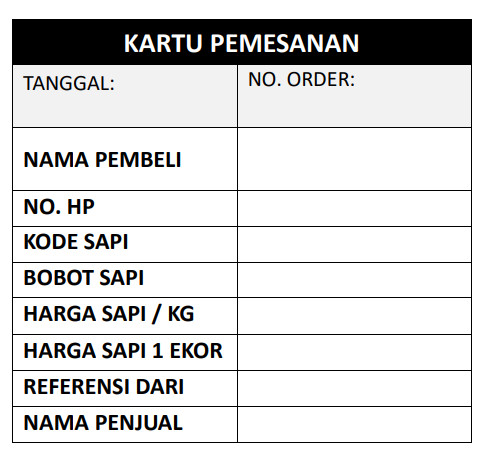 KARTU PEMESANAN
TANGGAL:
NO. ORDER:
NAMA PEMBELI
NO. HP
KODE SAPI
BOBOT SAPI
HARGA SAPI / KG
HARGA SAPI 1 EKOR
REFERENSI DARI
NAMA PENJUAL